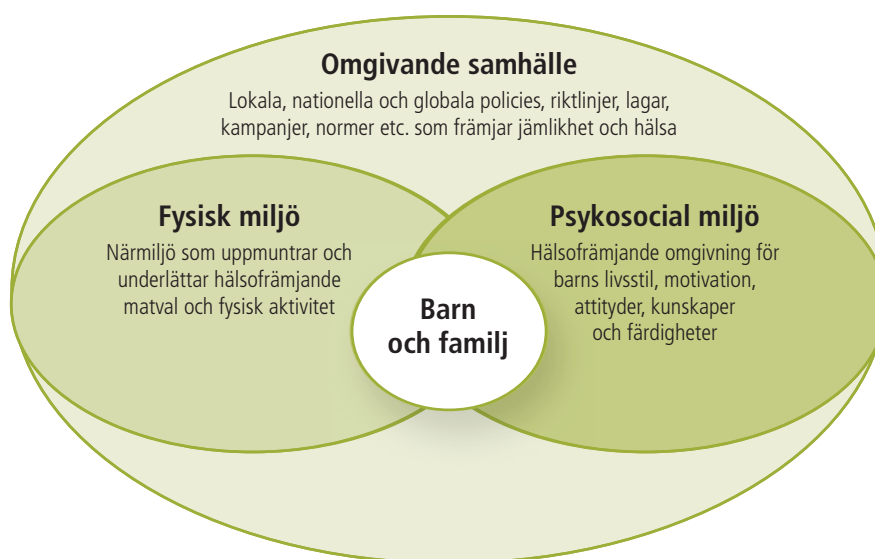 Omgivande samhälle
Lokala, nationella och globala policies, riktlinjer, lagar,
kampanjer, normer etc. som främjar jämlikhet och hälsa
Fysisk miljö
Närmiljö som uppmuntrar och
underlättar hälsofrämjande
matval och fysisk aktivitet
Psykosocial miljö
Hälsofrämjande omgivning för
barns livsstil, motivation,
attityder, kunskaper
och färdigheter
Barn
och familj